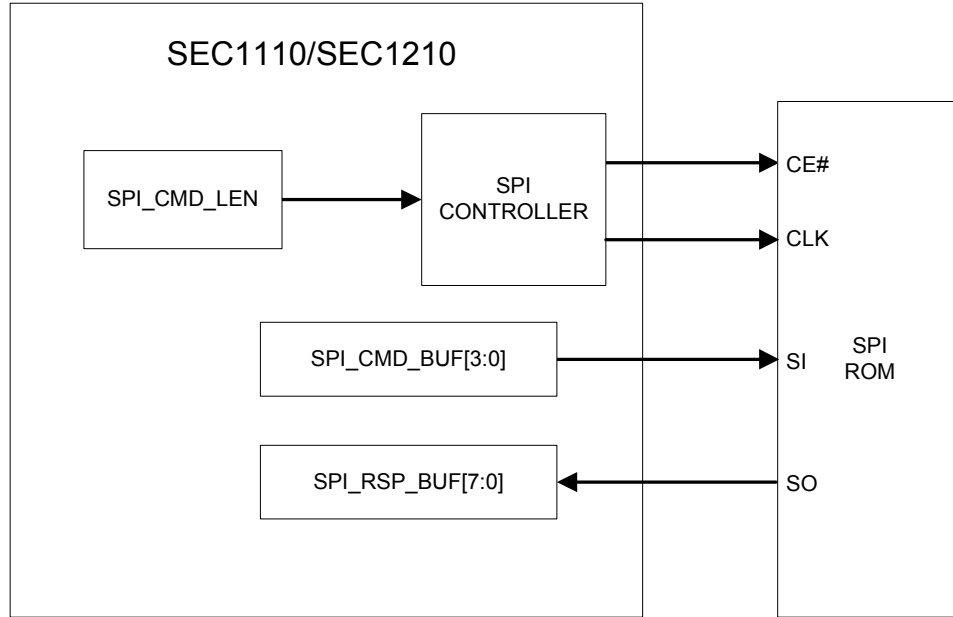 SEC1110/SEC1210
SPI_CMD_LEN
SPI
CONTROLLER
CE#
CLK
SPI_CMD_BUF[3:0]
SI
SPI
ROM
SPI_RSP_BUF[7:0]
SO